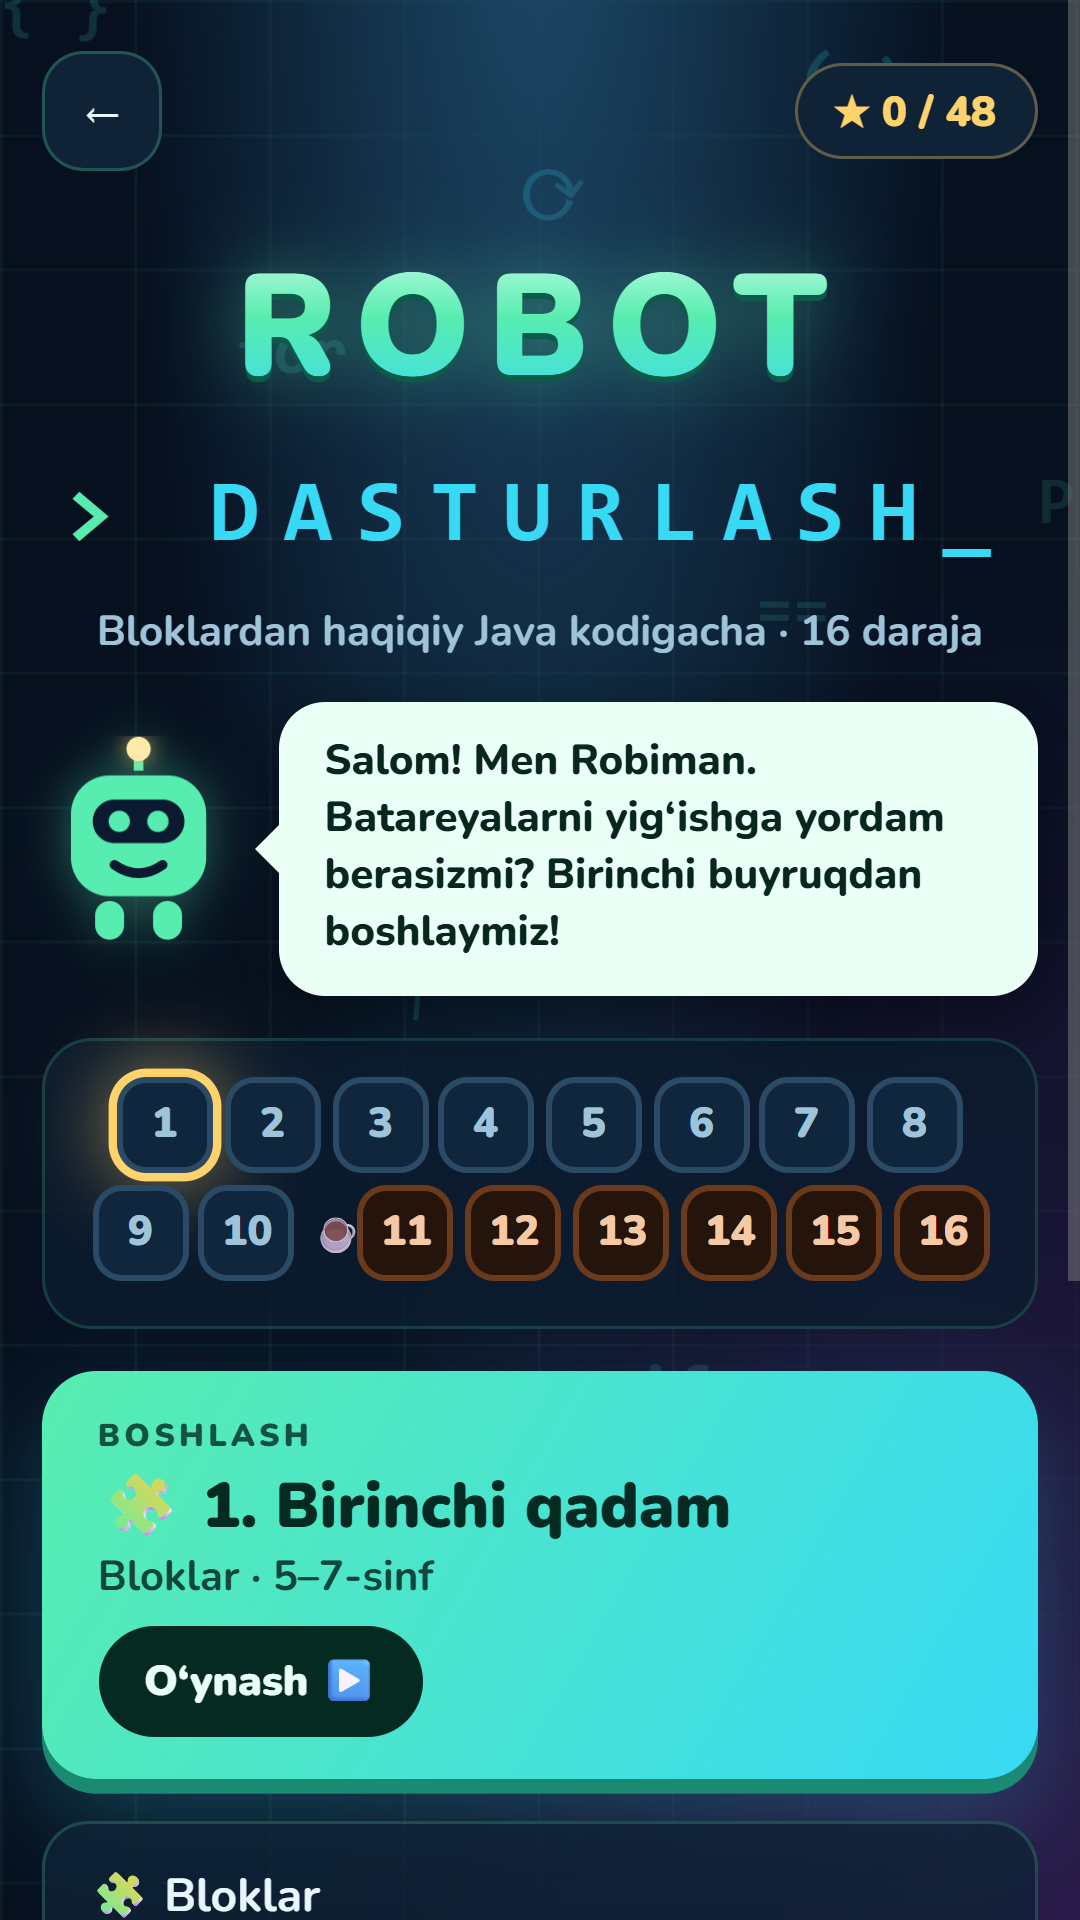 { }
←
★ 0 / 48
ROBOT
for
> DASTURLASH_
==
Bloklardan haqiqiy Java kodigacha · 16 daraja
Salom! Men Robiman.
Batareyalarni yig‘ishga yordam
berasizmi? Birinchi buyruqdan
boshlaymiz!
1 2 3 4 5 6 7 8
9 10 11 12 13 14 15 16
BOSHLASH
1. Birinchi qadam
Bloklar · 5–7-sinf
O‘ynash
Bloklar